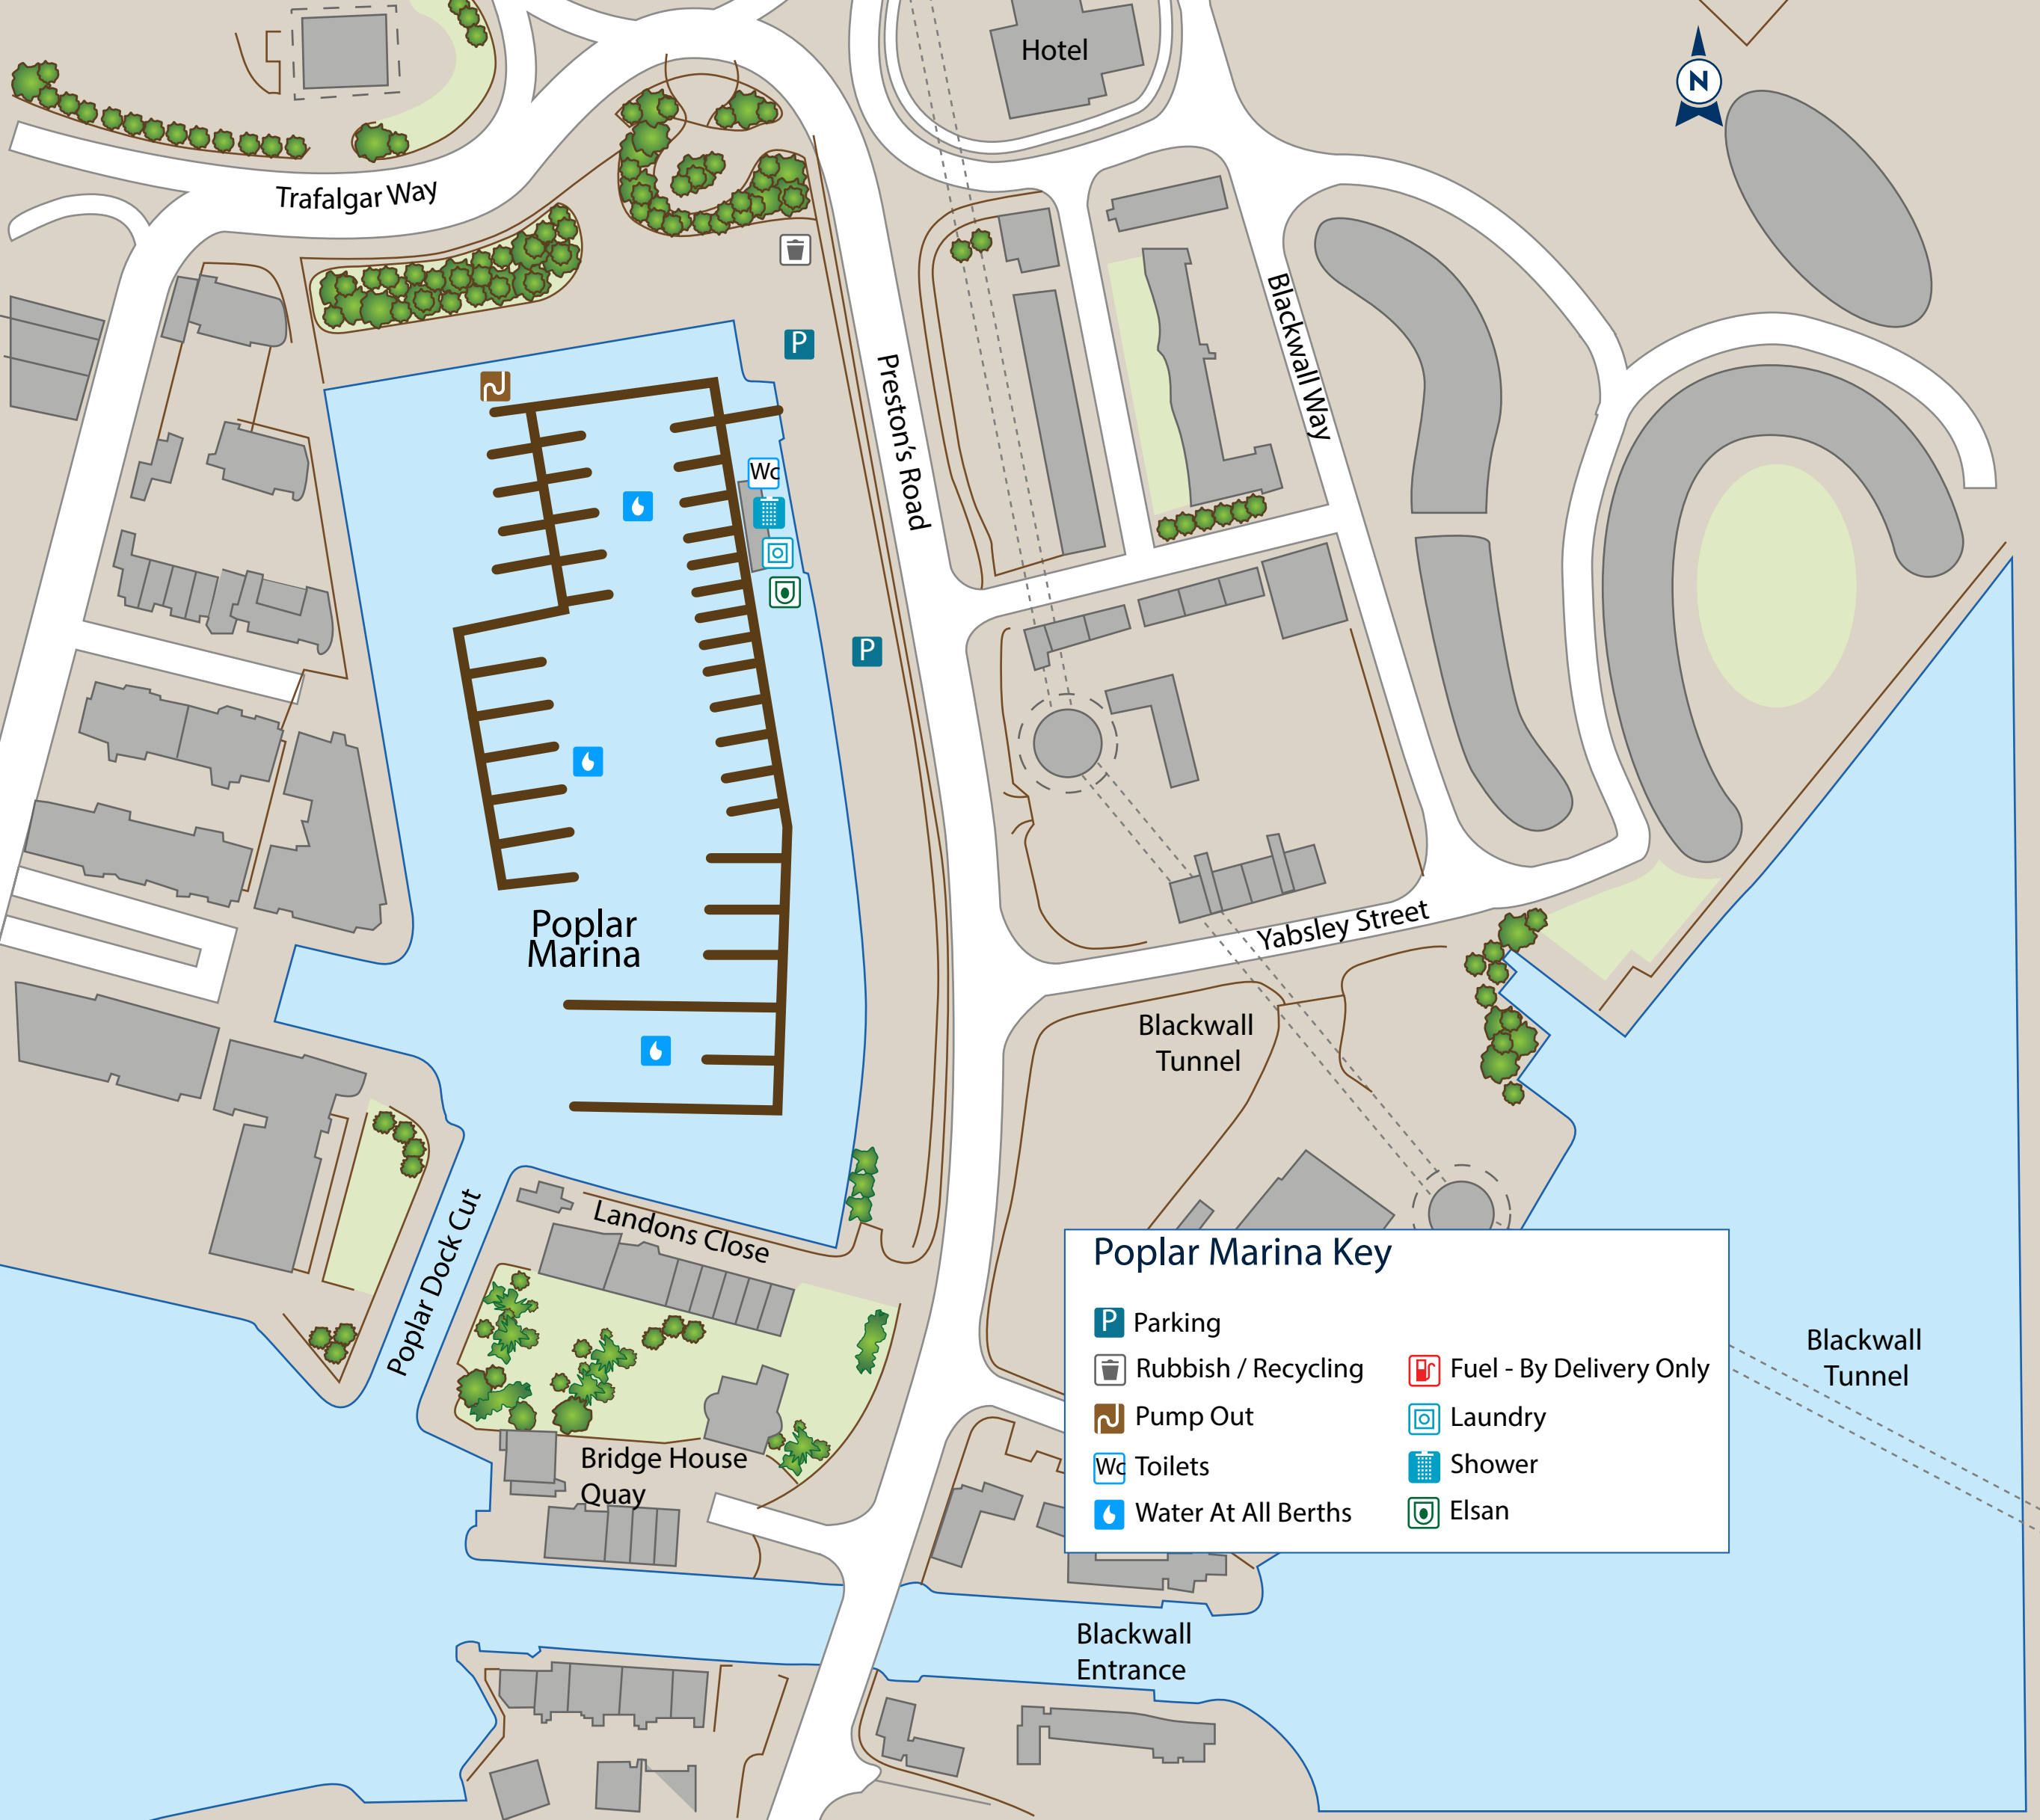 Hotel
N
Trafalgar Way
Blackwall Way
P
Preston's Road
Wc
P
Poplar
Marina
Yabsley Street
Blackwall
Tunnel
Landons Close
Poplar Dock Cut
Poplar Marina Key
P Parking
Rubbish / Recycling
Fuel - By Delivery Only
Pump Out
Laundry
Wc Toilets
Shower
Water At All Berths
Elsan
Blackwall
Tunnel
Bridge House
Quay
Blackwall
Entrance